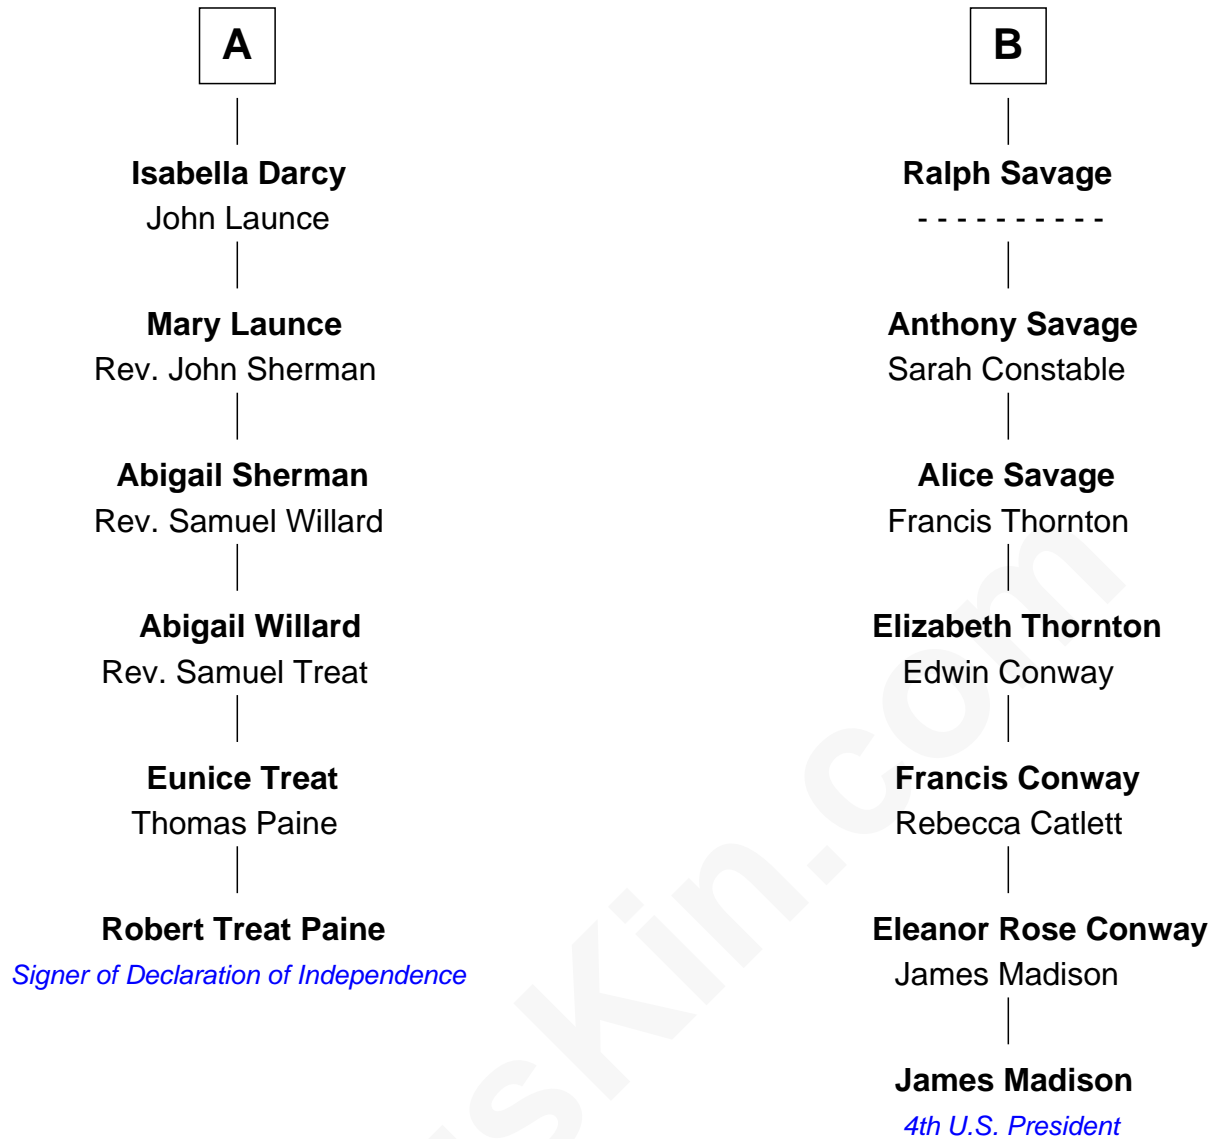 A
Isabella Darcy
John Launce
Mary Launce
Rev. John Sherman
Abigail Sherman
Rev. Samuel Willard
Abigail Willard
Rev. Samuel Treat
Eunice Treat
Thomas Paine
Robert Treat Paine
Signer of Declaration of Independence
B
Ralph Savage
- - - - - - - - - -
Anthony Savage
Sarah Constable
Alice Savage
Francis Thornton
Elizabeth Thornton
Edwin Conway
Francis Conway
Rebecca Catlett
Eleanor Rose Conway
James Madison
James Madison
4th U.S. President